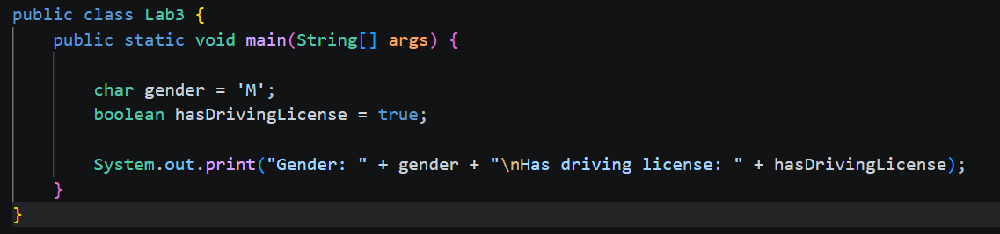 public class Lab3 {
    public static void main(String[] args) {
        char gender = 'M';
        boolean hasDrivingLicense = true;
        System.out.print("Gender: " + gender + "\nHas driving license: " + hasDrivingLicense);
    }
}